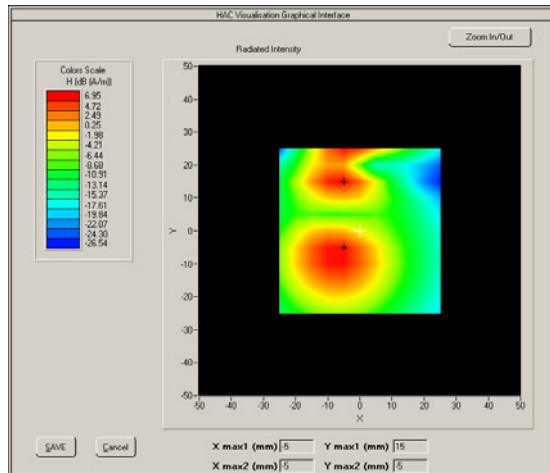 HAC Visualisation Graphical Interface
Zoom In/Out
Radiated Intensity
Colors Scale
H [dB (A/m)]
6.95
4.72
2.49
0.25
-1.98
-4.21
-6.44
-8.68
-10.91
-13.14
-15.37
-17.61
-19.84
-22.07
-24.30
-26.54
50
40
30
20
10
0
-10
-20
-30
-40
-50
Y
-50 -40 -30 -20 -10 0 10 20 30 40 50
X
SAVE
Cancel
X max1 (mm) -5 Y max1 (mm) 15
X max2 (mm) -5 Y max2 (mm) -5